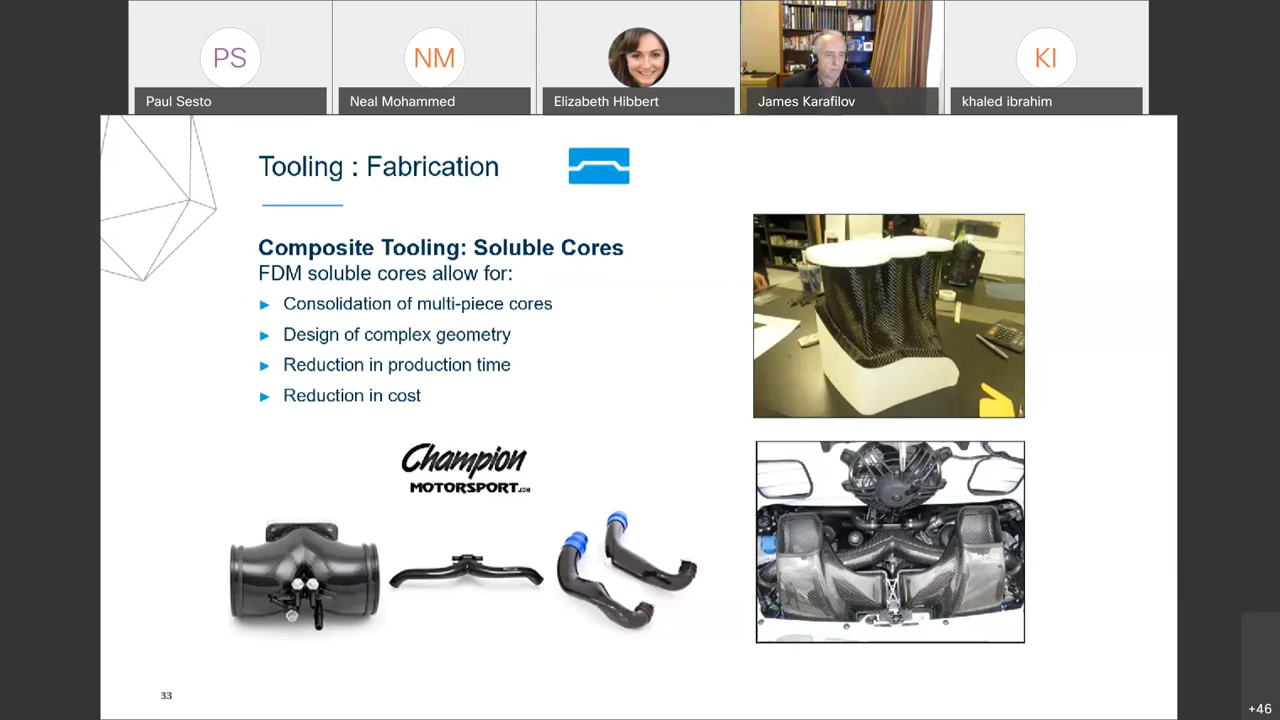 PS
NM
KI
Paul Sesto
Neal Mohammed
Elizabeth Hibbert
James Karafilov
khaled ibrahim
Tooling : Fabrication
Composite Tooling: Soluble Cores
FDM soluble cores allow for:
Consolidation of multi-piece cores
Design of complex geometry
Reduction in production time
Reduction in cost
Champion
MOTORSPORT.COM
33
+46